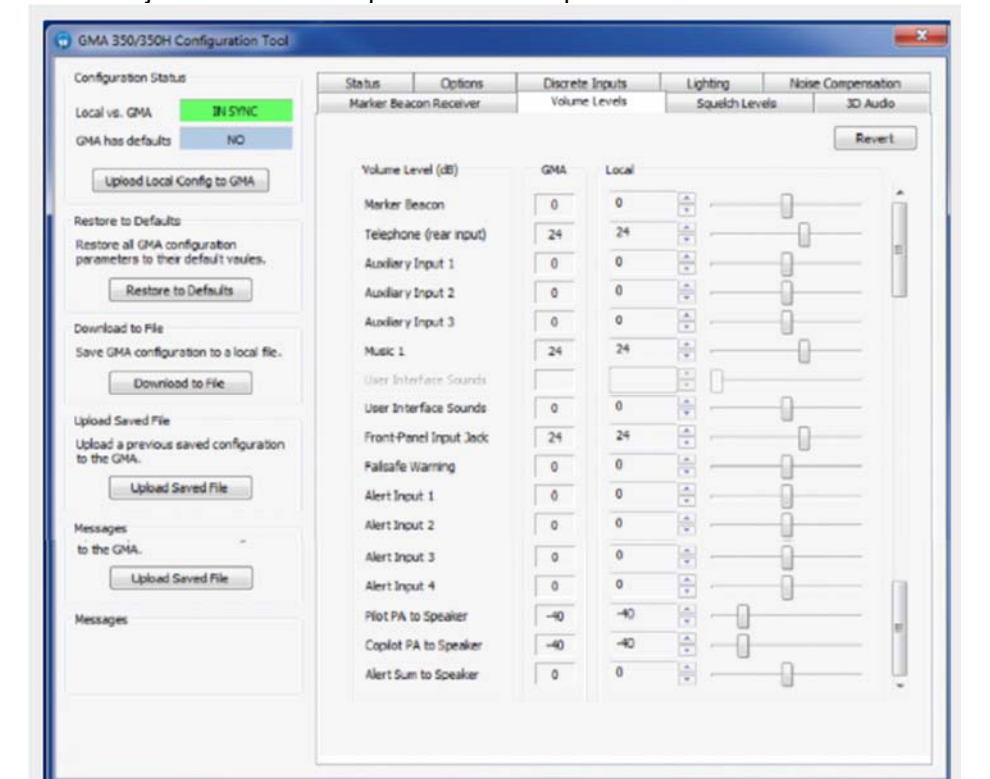 GMA 350/350H Configuration Tool
Configuration Status
Local vs. GMA IN SYNC
GMA has defaults NO
Upload Local Config to GMA
Restore to Defaults
Restore all GMA configuration
parameters to their default vaules.
Restore to Defaults
Download to File
Save GMA configuration to a local file.
Download to File
Upload Saved File
Upload a previous saved configuration
to the GMA.
Upload Saved File
Messages
to the GMA.
Upload Saved File
Messages
Status Options Discrete Inputs Lighting Noise Compensation
Marker Beacon Receiver Volume Levels Squelch Levels 3D Audio
Revert
Volume Level (dB) GMA Local
Marker Beacon 0 0
Telephone (rear input) 24 24
Auxiliary Input 1 0 0
Auxiliary Input 2 0 0
Auxiliary Input 3 0 0
Music 1 24 24
User Interface Sounds
User Interface Sounds 0 0
Front-Panel Input Jack 24 24
Failsafe Warning 0 0
Alert Input 1 0 0
Alert Input 2 0 0
Alert Input 3 0 0
Alert Input 4 0 0
Pilot PA to Speaker -40 -40
Copilot PA to Speaker -40 -40
Alert Sum to Speaker 0 0